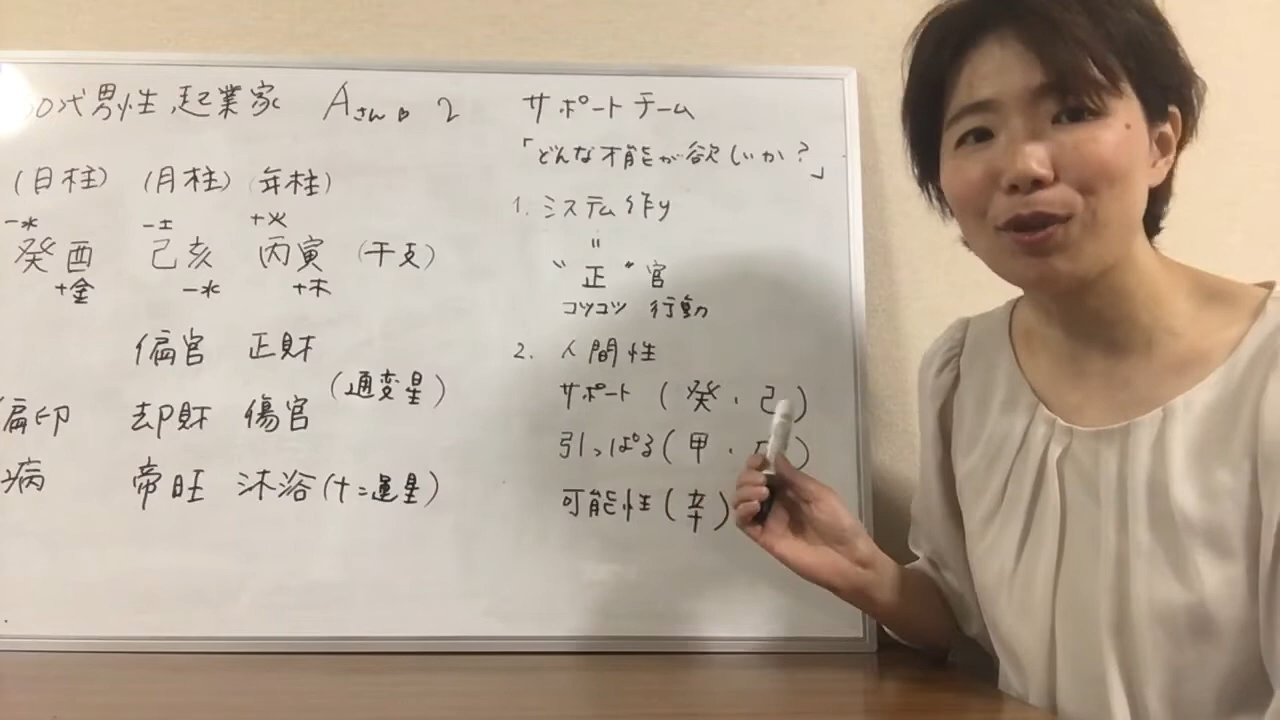 0代男性 起業家 Aさん♡ 2
(日柱) (月柱) (年柱)
-水 -土 +火
癸酉 己亥 丙寅 (干支)
+金 -水 +木
偏官 正財
(通変星)
偏印 却財 傷官
病 帝旺 沐浴 (十二運星)
サポートチーム
「どんな才能が欲しいか?」
1. システム作り
〃
"正"官
コツコツ 行動
2. 人間性
サポート (癸・己)
引っぱる (甲・ )
可能性 (辛)